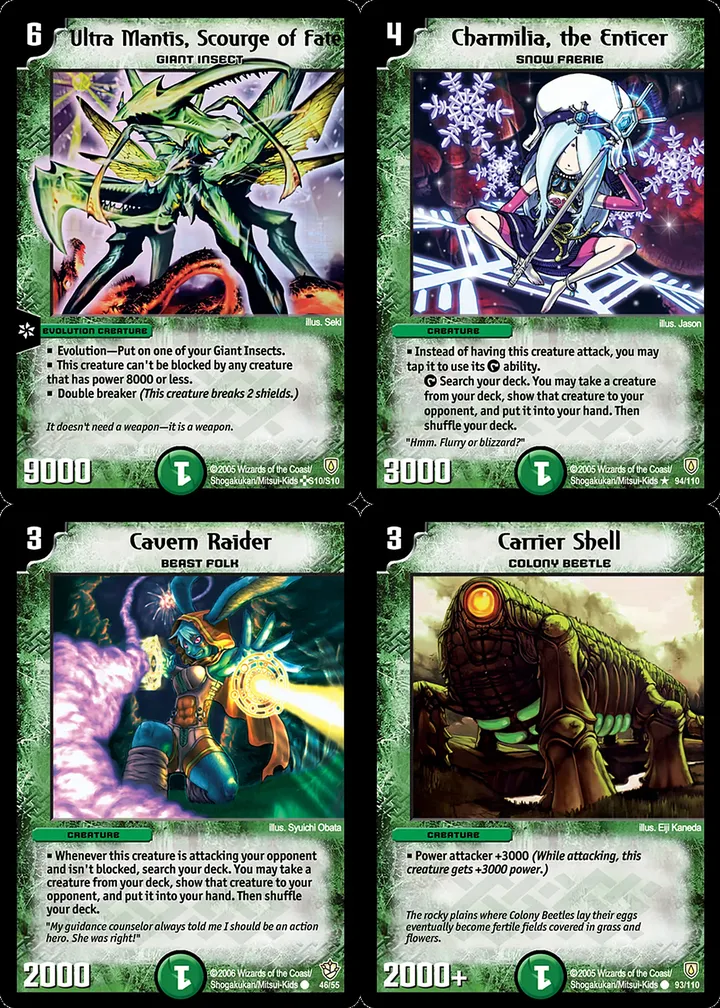 6
Ultra Mantis, Scourge of Fate
GIANT INSECT
illus. Seki
EVOLUTION CREATURE
▪ Evolution—Put on one of your Giant Insects.
▪ This creature can't be blocked by any creature
that has power 8000 or less.
▪ Double breaker (This creature breaks 2 shields.)
It doesn't need a weapon—it is a weapon.
9000
1
©2005 Wizards of the Coast/
Shogakukan/Mitsui-Kids S10/S10
4
Charmilia, the Enticer
SNOW FAERIE
illus. Jason
CREATURE
▪ Instead of having this creature attack, you may
tap it to use its ability.
Search your deck. You may take a creature
from your deck, show that creature to your
opponent, and put it into your hand. Then
shuffle your deck.
"Hmm. Flurry or blizzard?"
3000
1
©2005 Wizards of the Coast/
Shogakukan/Mitsui-Kids ★ 94/110
3
Cavern Raider
BEAST FOLK
illus. Syuichi Obata
CREATURE
▪ Whenever this creature is attacking your opponent
and isn't blocked, search your deck. You may take a
creature from your deck, show that creature to your
opponent, and put it into your hand. Then shuffle
your deck.
"My guidance counselor always told me I should be an action
hero. She was right!"
2000
1
©2006 Wizards of the Coast/
Shogakukan/Mitsui-Kids ● 46/55
3
Carrier Shell
COLONY BEETLE
illus. Eiji Kaneda
CREATURE
▪ Power attacker +3000 (While attacking, this
creature gets +3000 power.)
The rocky plains where Colony Beetles lay their eggs
eventually become fertile fields covered in grass and
flowers.
2000+
1
©2005 Wizards of the Coast/
Shogakukan/Mitsui-Kids ● 93/110